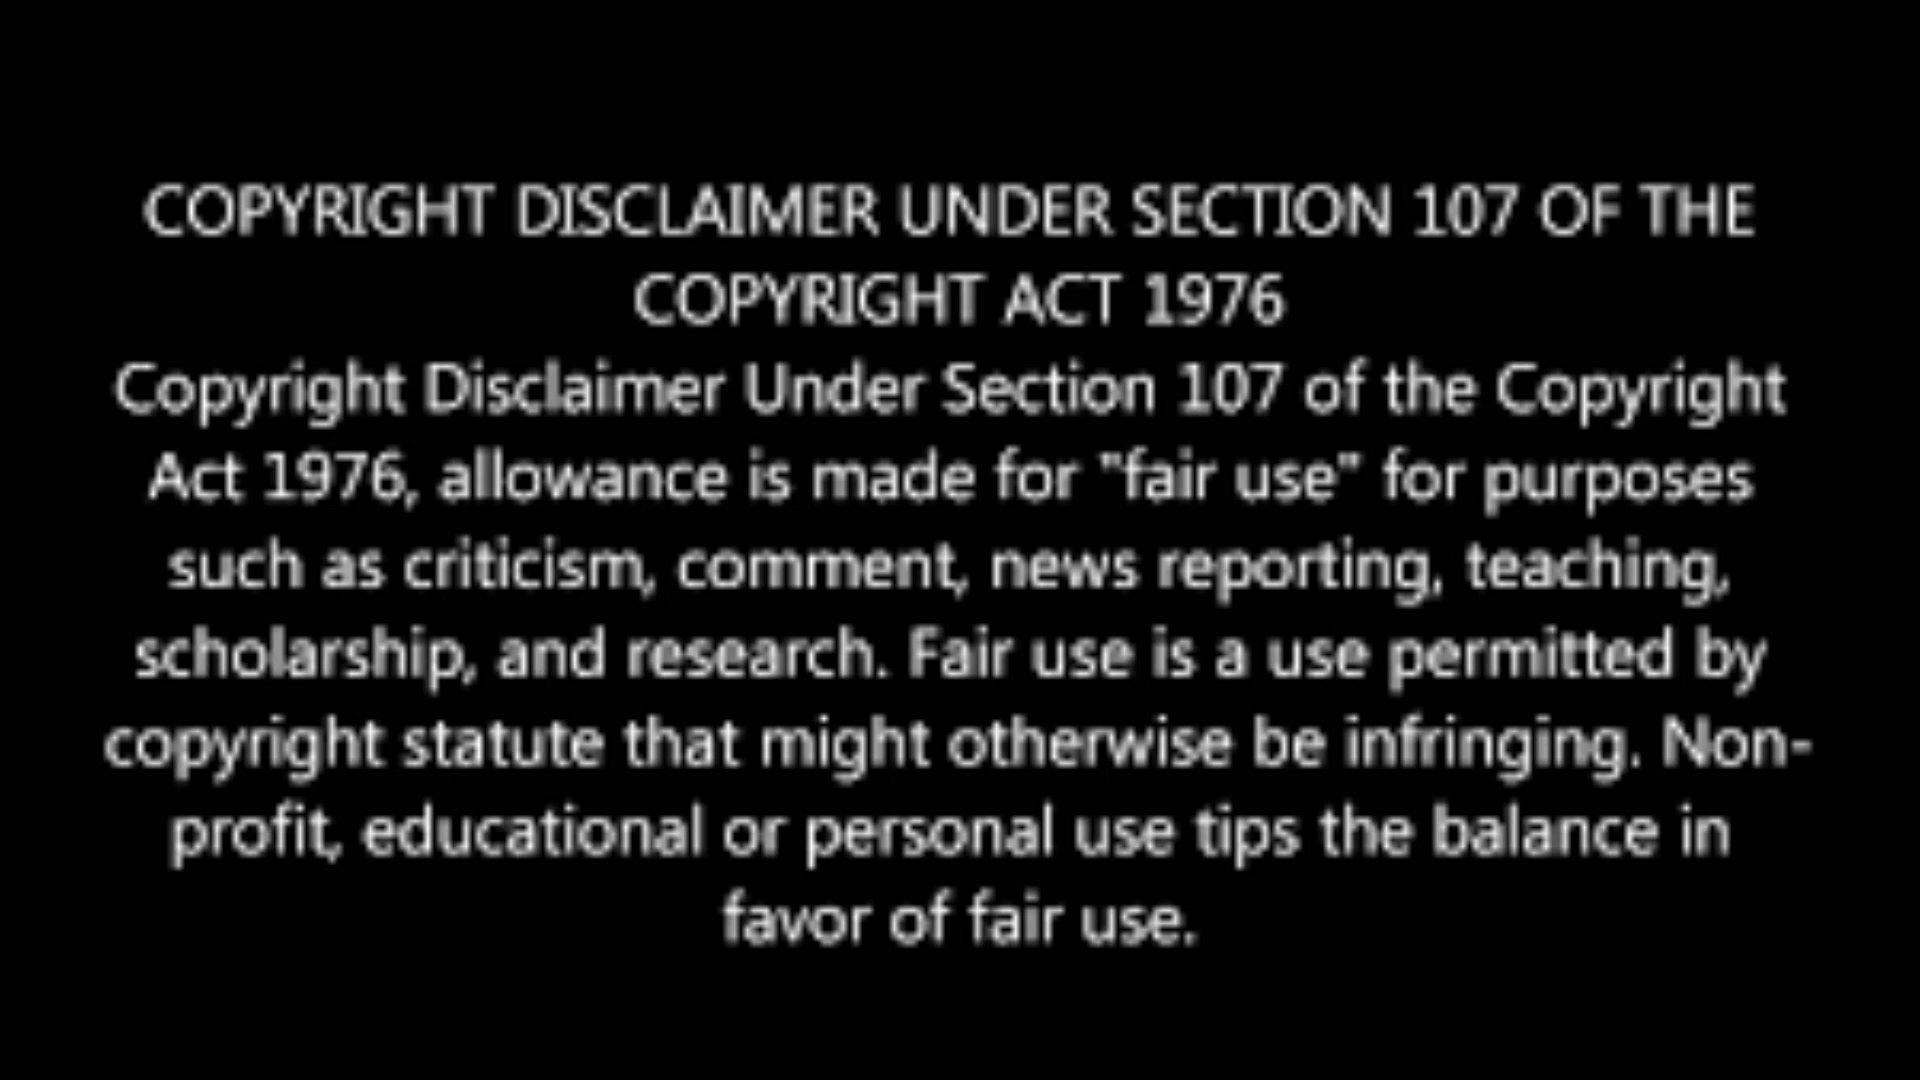 COPYRIGHT DISCLAIMER UNDER SECTION 107 OF THE
COPYRIGHT ACT 1976
Copyright Disclaimer Under Section 107 of the Copyright
Act 1976, allowance is made for "fair use" for purposes
such as criticism, comment, news reporting, teaching,
scholarship, and research. Fair use is a use permitted by
copyright statute that might otherwise be infringing. Non-
profit, educational or personal use tips the balance in
favor of fair use.